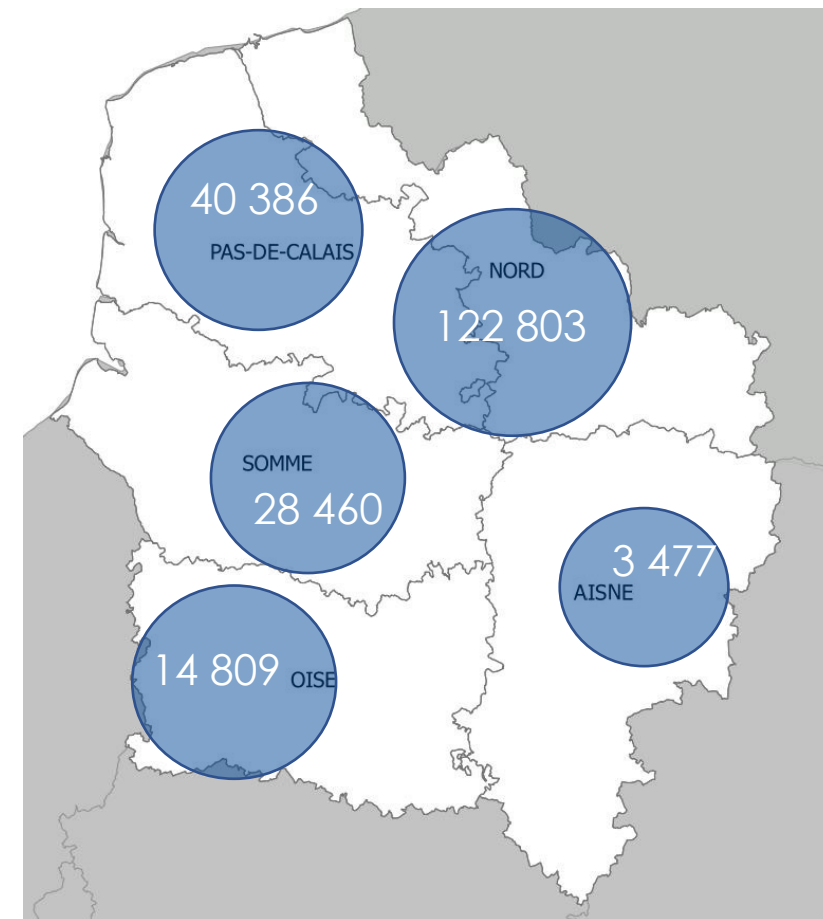 40 386
PAS-DE-CALAIS
NORD
122 803
SOMME
28 460
3 477
AISNE
14 809 OISE